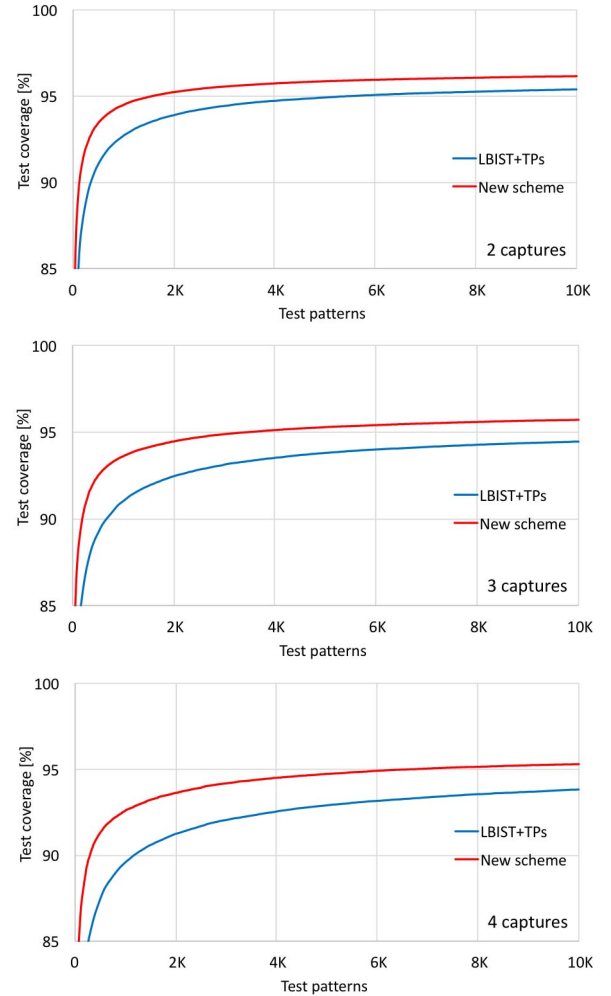 100
95
90
85
Test coverage [%]
LBIST+TPs
New scheme
2 captures
0 2K 4K 6K 8K 10K
Test patterns
100
95
90
85
Test coverage [%]
LBIST+TPs
New scheme
3 captures
0 2K 4K 6K 8K 10K
Test patterns
100
95
90
85
Test coverage [%]
LBIST+TPs
New scheme
4 captures
0 2K 4K 6K 8K 10K
Test patterns